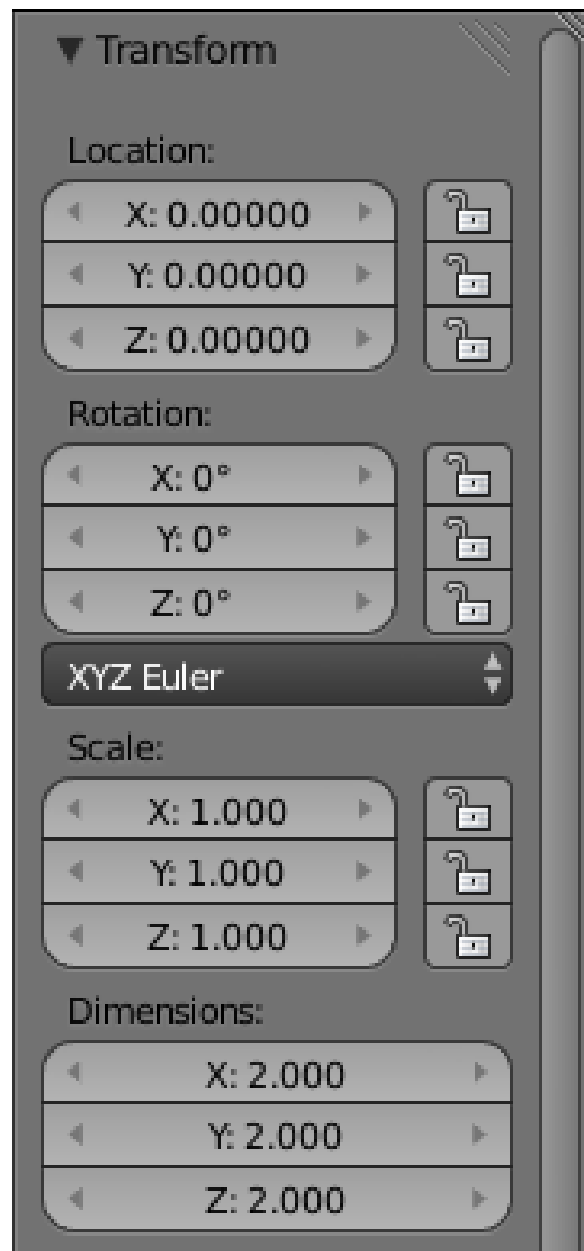 Transform
Location:
X: 0.00000
Y: 0.00000
Z: 0.00000
Rotation:
X: 0°
Y: 0°
Z: 0°
XYZ Euler
Scale:
X: 1.000
Y: 1.000
Z: 1.000
Dimensions:
X: 2.000
Y: 2.000
Z: 2.000